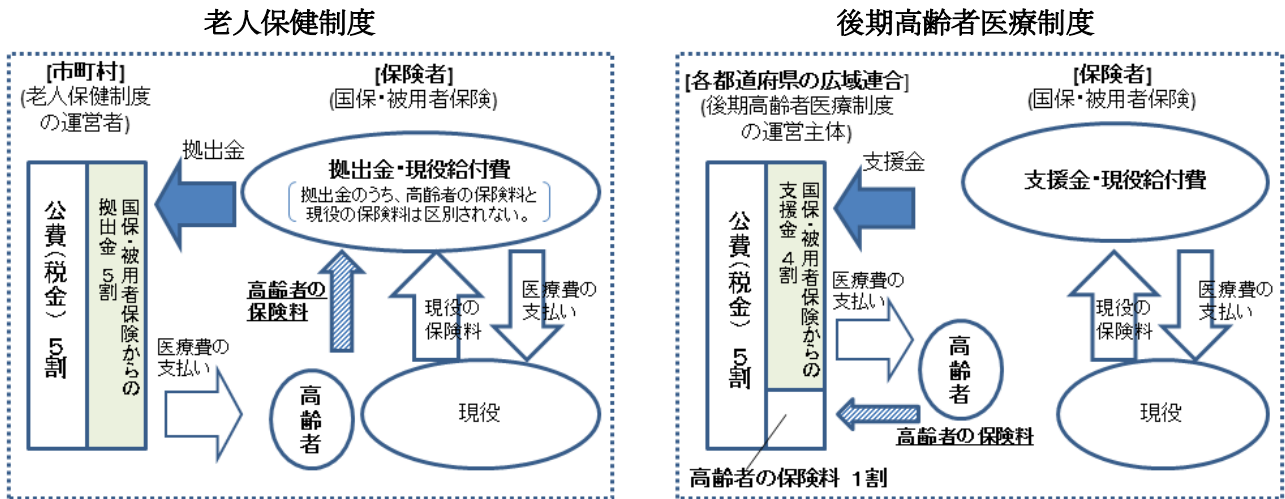 老人保健制度
[市町村]
(老人保健制度
の運営者)
[保険者]
(国保・被用者保険)
拠出金
拠出金・現役給付費
拠出金のうち、高齢者の保険料と
現役の保険料は区別されない。
公費(税金) 5割
国保・被用者保険からの
拠出金 5割
高齢者の
保険料
現役の
保険料
医療費の
支払い
医療費の
支払い
高齢者
現役
後期高齢者医療制度
[各都道府県の広域連合]
(後期高齢者医療制度
の運営主体)
[保険者]
(国保・被用者保険)
支援金
支援金・現役給付費
公費(税金) 5割
国保・被用者保険からの
支援金 4割
医療費の
支払い
現役の
保険料
医療費の
支払い
高齢者
現役
高齢者の保険料
高齢者の保険料 1割